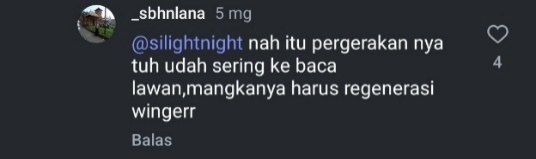 _sbhnlana 5 mg
@silightnight nah itu pergerakan nya
tuh udah sering ke baca
lawan,mangkanya harus regenerasi
wingerr
4
Balas